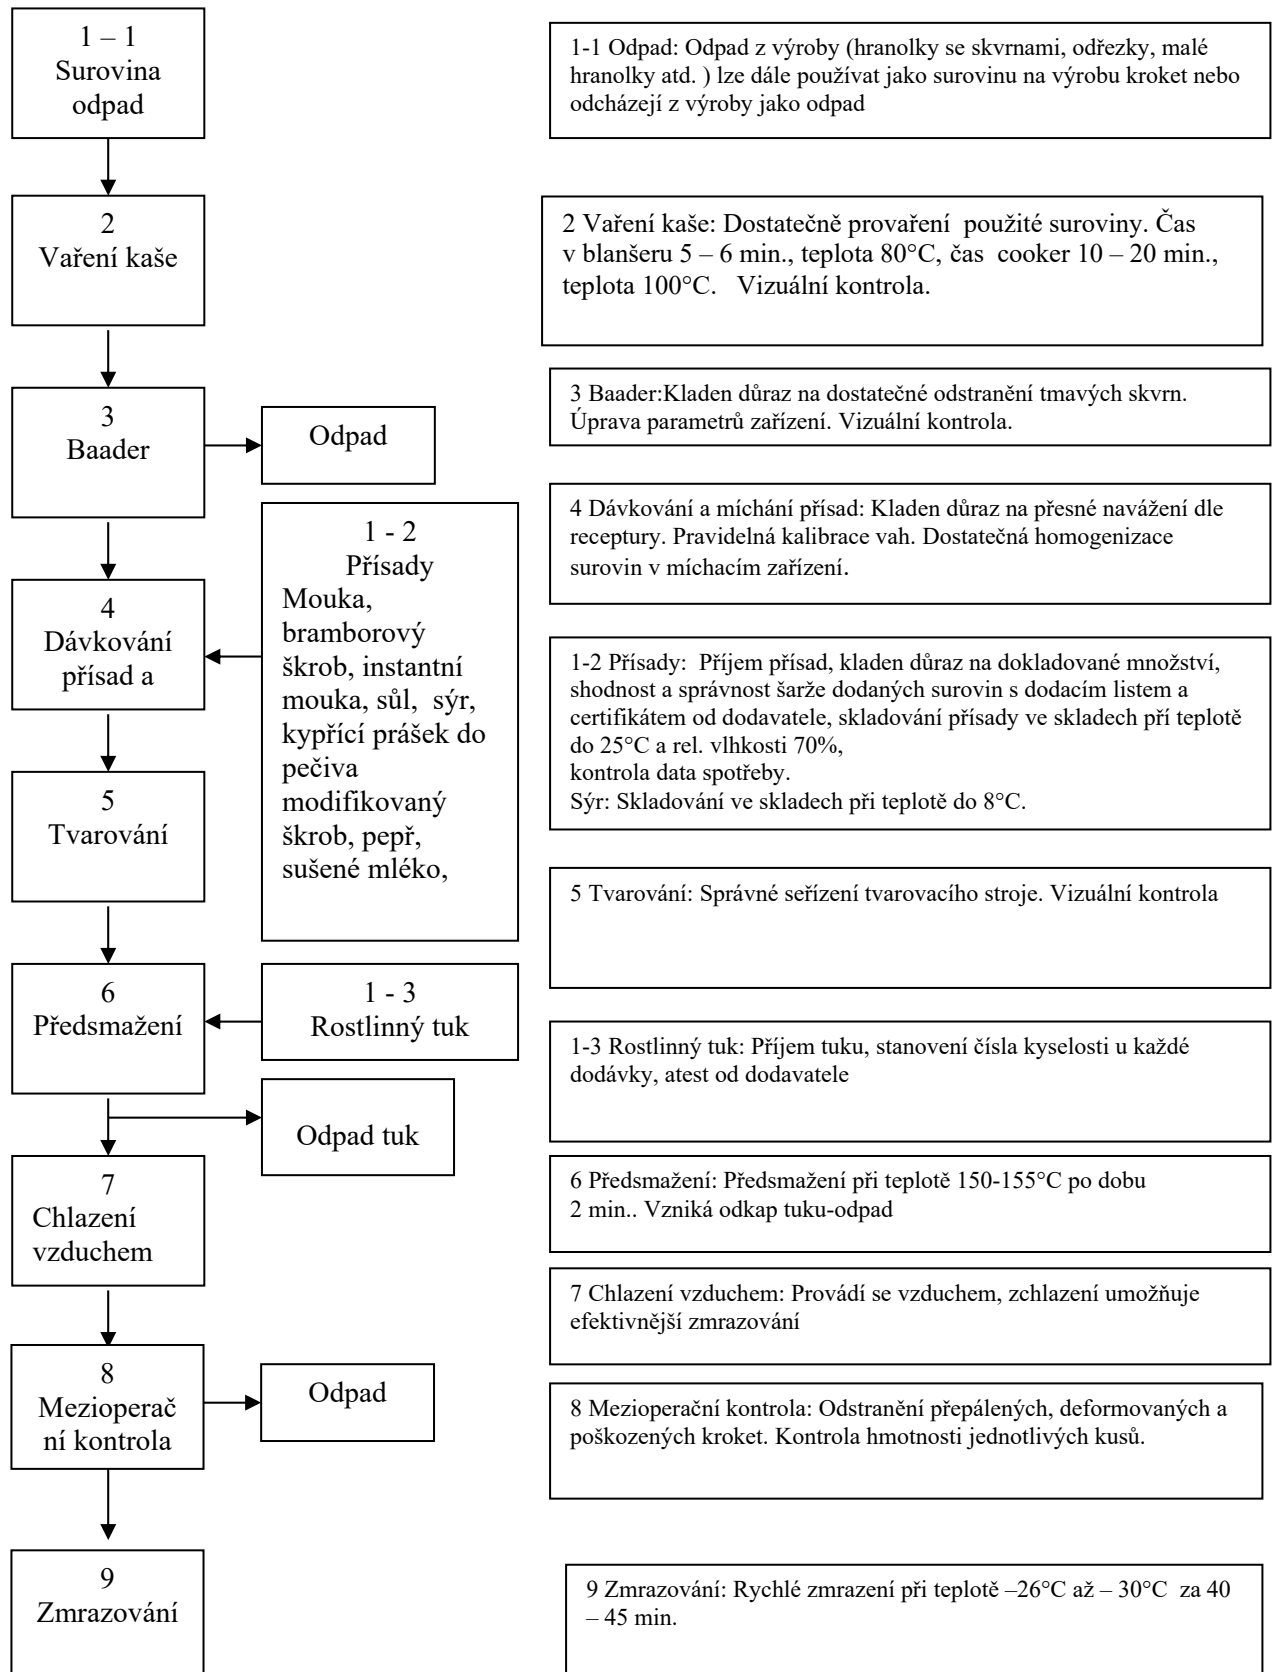 1 – 1
Surovina
odpad
1-1 Odpad: Odpad z výroby (hranolky se skvrnami, odřezky, malé
hranolky atd. ) lze dále používat jako surovinu na výrobu kroket nebo
odcházejí z výroby jako odpad
2
Vaření kaše
2 Vaření kaše: Dostatečně provaření použité suroviny. Čas
v blanšeru 5 – 6 min., teplota 80°C, čas cooker 10 – 20 min.,
teplota 100°C. Vizuální kontrola.
3
Baader
Odpad
3 Baader:Kladen důraz na dostatečné odstranění tmavých skvrn.
Úprava parametrů zařízení. Vizuální kontrola.
4
Dávkování
přísad a
1 - 2
Přísady
Mouka,
bramborový
škrob, instantní
mouka, sůl, sýr,
kypřící prášek do
pečiva
modifikovaný
škrob, pepř,
sušené mléko,
4 Dávkování a míchání přísad: Kladen důraz na přesné navážení dle
receptury. Pravidelná kalibrace vah. Dostatečná homogenizace
surovin v míchacím zařízení.
1-2 Přísady: Příjem přísad, kladen důraz na dokladované množství,
shodnost a správnost šarže dodaných surovin s dodacím listem a
certifikátem od dodavatele, skladování přísady ve skladech pří teplotě
do 25°C a rel. vlhkosti 70%,
kontrola data spotřeby.
Sýr: Skladování ve skladech při teplotě do 8°C.
5
Tvarování
5 Tvarování: Správné seřízení tvarovacího stroje. Vizuální kontrola
6
Předsmažení
1 - 3
Rostlinný tuk
1-3 Rostlinný tuk: Příjem tuku, stanovení čísla kyselosti u každé
dodávky, atest od dodavatele
Odpad tuk
7
Chlazení
vzduchem
6 Předsmažení: Předsmažení při teplotě 150-155°C po dobu
2 min.. Vzniká odkap tuku-odpad
7 Chlazení vzduchem: Provádí se vzduchem, zchlazení umožňuje
efektivnější zmrazování
8
Mezioperač
ní kontrola
Odpad
8 Mezioperační kontrola: Odstranění přepálených, deformovaných a
poškozených kroket. Kontrola hmotnosti jednotlivých kusů.
9
Zmrazování
9 Zmrazování: Rychlé zmrazení při teplotě –26°C až – 30°C za 40
– 45 min.